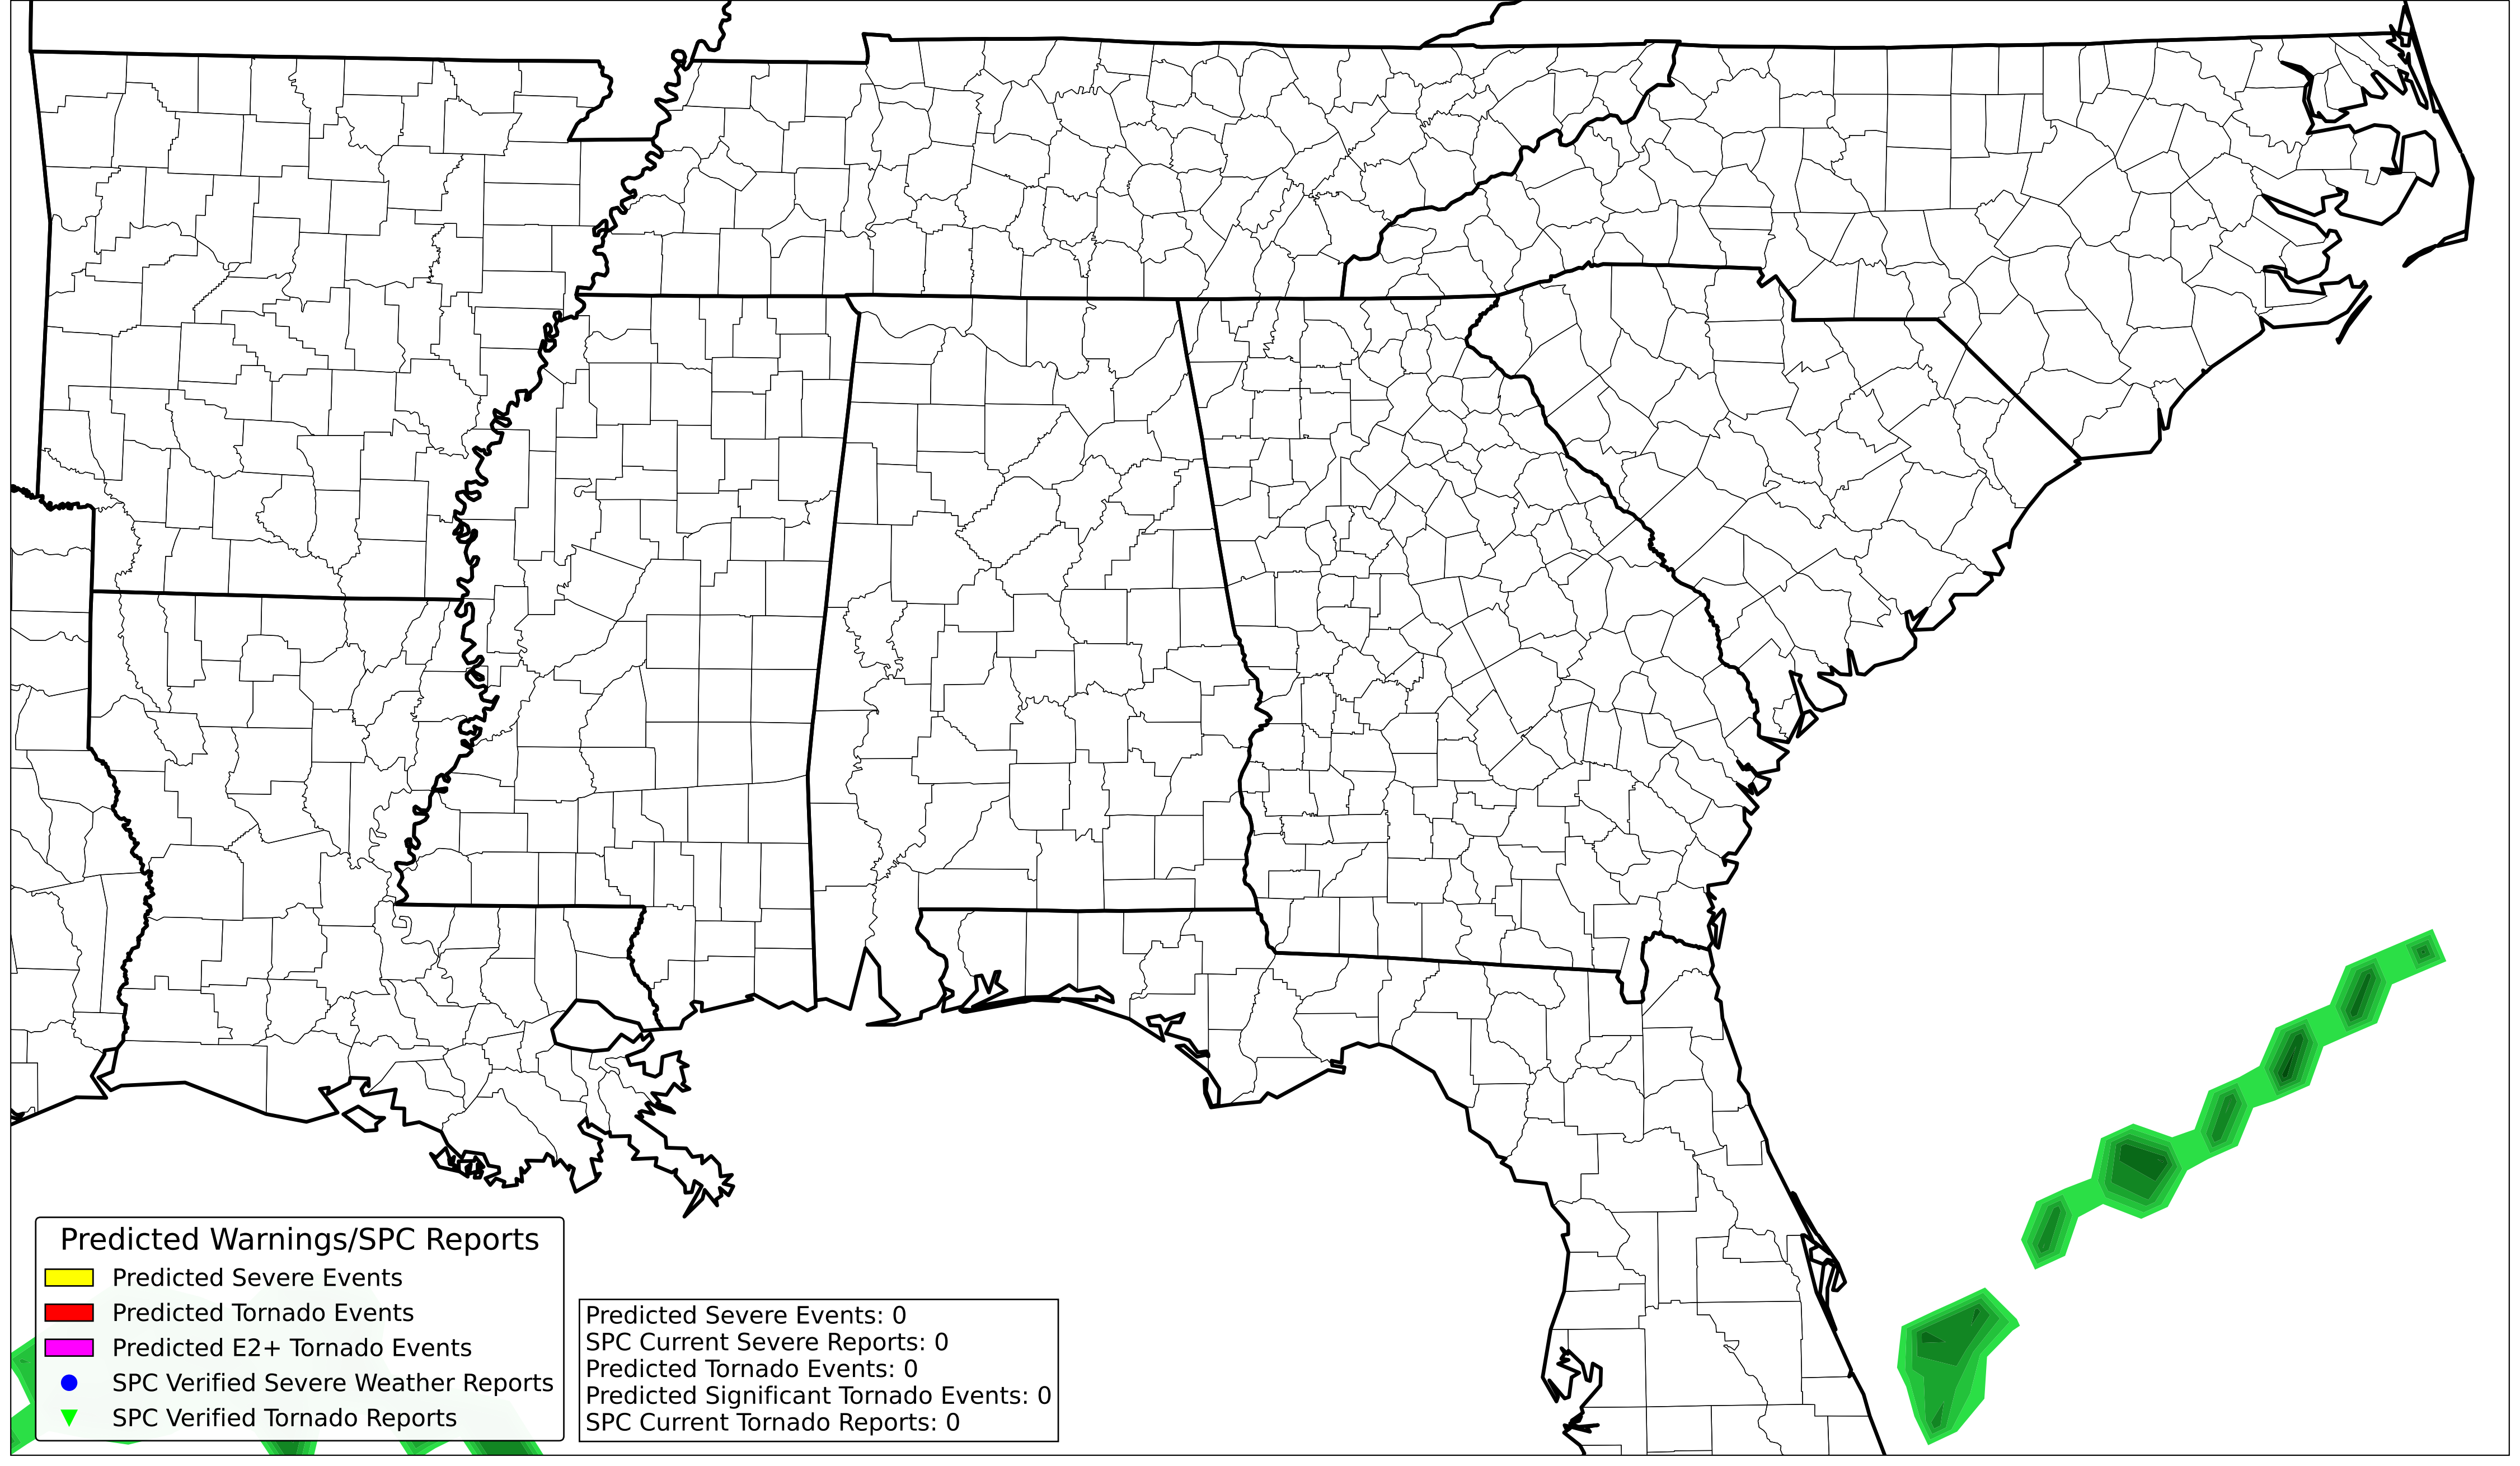 Predicted Warnings/SPC Reports
Predicted Severe Events
Predicted Tornado Events
Predicted E2+ Tornado Events
SPC Verified Severe Weather Reports
SPC Verified Tornado Reports
Predicted Severe Events: 0
SPC Current Severe Reports: 0
Predicted Tornado Events: 0
Predicted Significant Tornado Events: 0
SPC Current Tornado Reports: 0